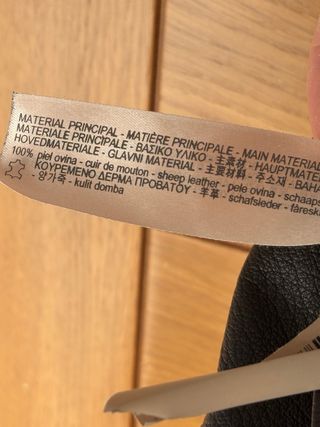 MATERIAL PRINCIPAL - MATIÈRE PRINCIPALE - MAIN MATERIAL
MATERIALE PRINCIPALE - ΒΑΣΙΚΟ ΥΛΙΚΟ - 主素材 - HAUPTMATER
HOVEDMATERIALE - GLAVNI MATERIAL - 主要材料 - 주소재 - BAHA
100% piel ovina - cuir de mouton - sheep leather - pele ovina - schaaps
ΚΟΥΡΕΜΕΝΟ ΔΕΡΜΑ ΠΡΟΒΑΤΟΥ - 羊革 - schafsleder - fåresk
- 양가죽 - kulit domba